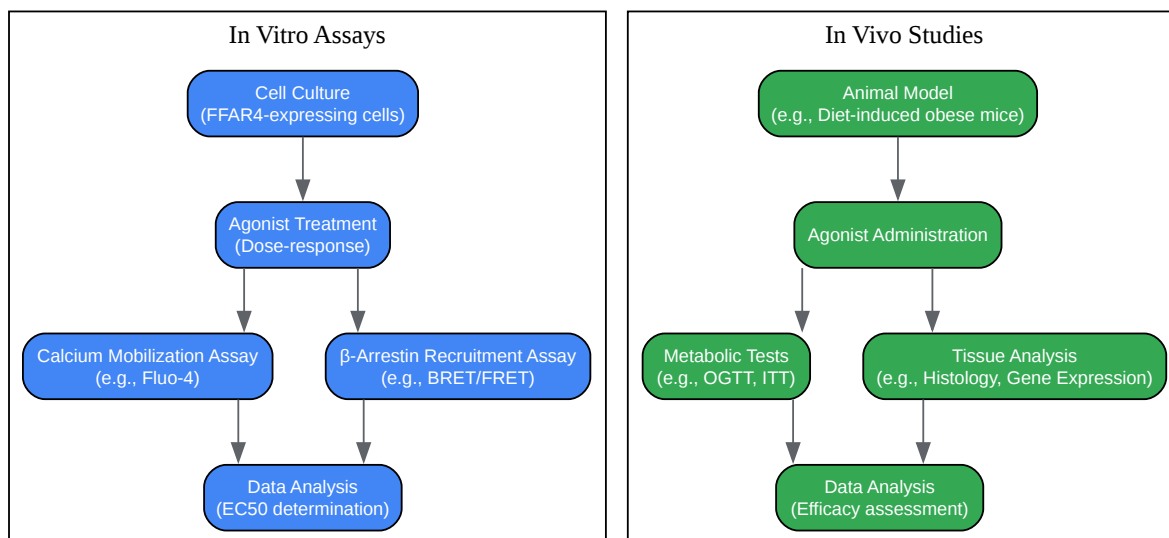 In Vitro Assays
Cell Culture
(FFAR4-expressing cells)
Agonist Treatment
(Dose-response)
Calcium Mobilization Assay
(e.g., Fluo-4)
β-Arrestin Recruitment Assay
(e.g., BRET/FRET)
Data Analysis
(EC50 determination)
In Vivo Studies
Animal Model
(e.g., Diet-induced obese mice)
Agonist Administration
Metabolic Tests
(e.g., OGTT, ITT)
Tissue Analysis
(e.g., Histology, Gene Expression)
Data Analysis
(Efficacy assessment)